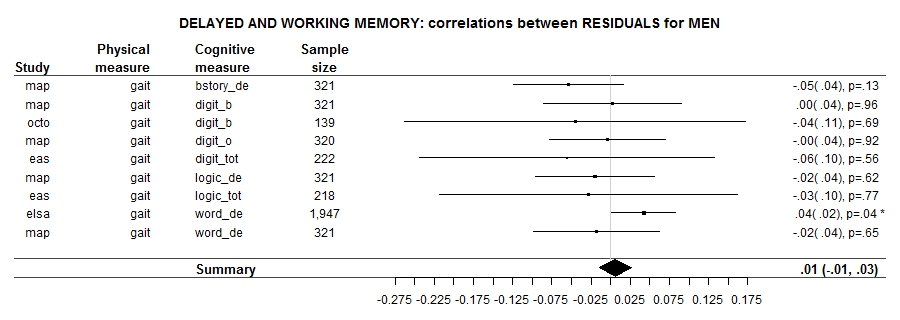 DELAYED AND WORKING MEMORY: correlations between RESIDUALS for MEN
Physical Cognitive Sample
Study measure measure size
map gait bstory_de 321 -.05( .04), p=.13
map gait digit_b 321 .00( .04), p=.96
octo gait digit_b 139 -.04( .11), p=.69
map gait digit_o 320 -.00( .04), p=.92
eas gait digit_tot 222 -.06( .10), p=.56
map gait logic_de 321 -.02( .04), p=.62
eas gait logic_tot 218 -.03( .10), p=.77
elsa gait word_de 1,947 .04( .02), p=.04 *
map gait word_de 321 -.02( .04), p=.65
Summary .01 (-.01, .03)
-0.275 -0.225 -0.175 -0.125 -0.075 -0.025 0.025 0.075 0.125 0.175